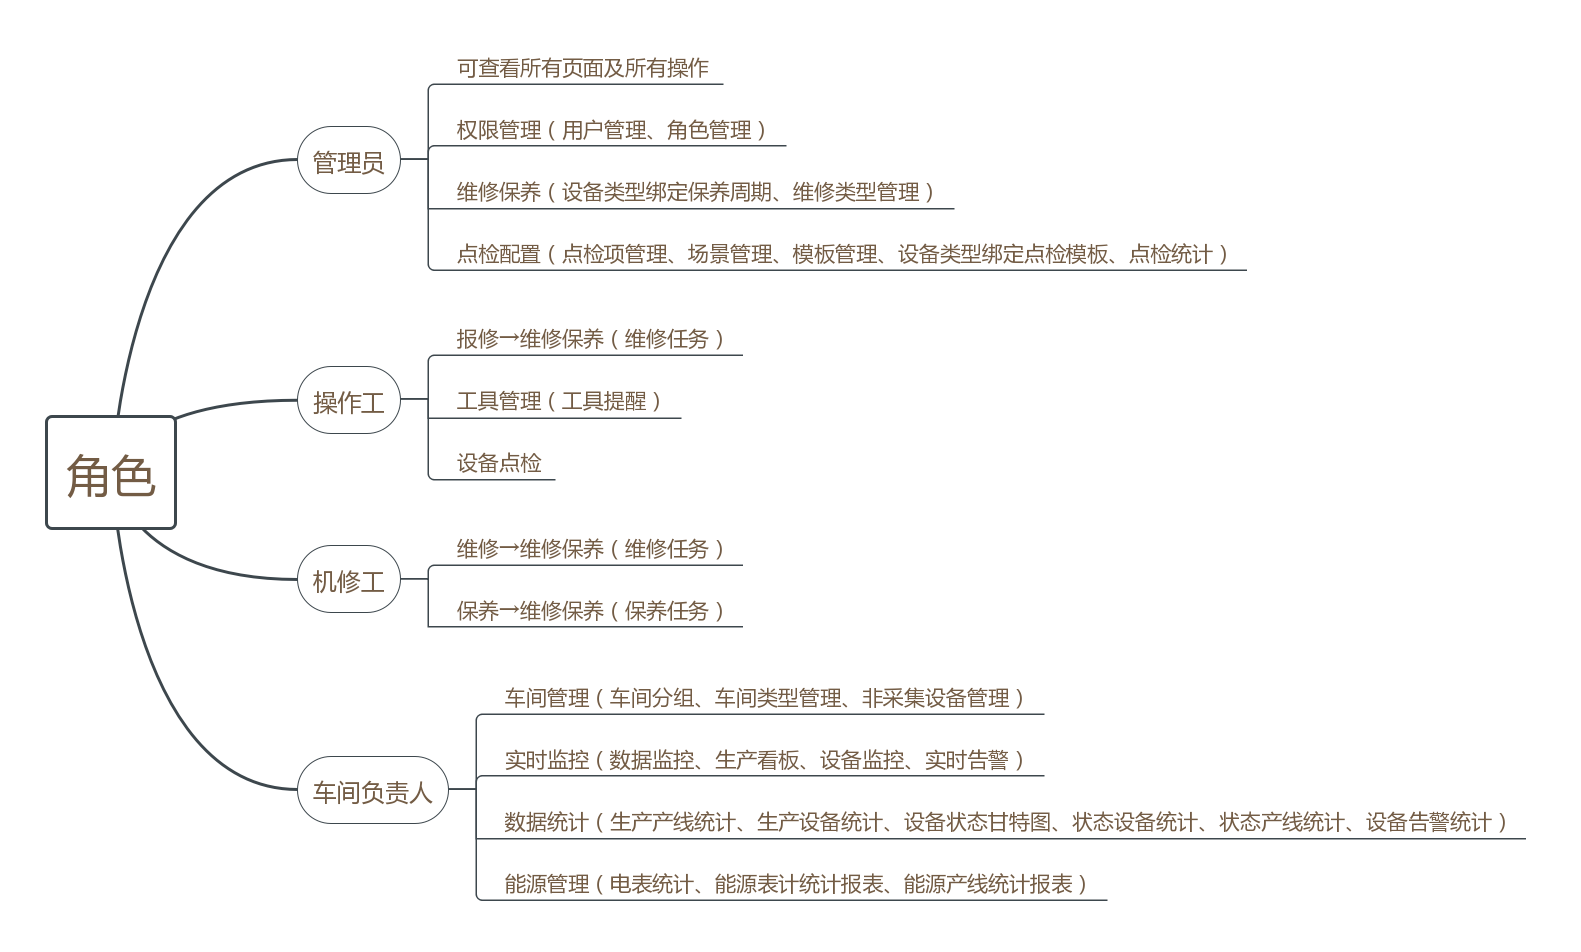 角色
管理员
可查看所有页面及所有操作
权限管理（用户管理、角色管理）
维修保养（设备类型绑定保养周期、维修类型管理）
点检配置（点检项管理、场景管理、模板管理、设备类型绑定点检模板、点检统计）
操作工
报修→维修保养（维修任务）
工具管理（工具提醒）
设备点检
机修工
维修→维修保养（维修任务）
保养→维修保养（保养任务）
车间负责人
车间管理（车间分组、车间类型管理、非采集设备管理）
实时监控（数据监控、生产看板、设备监控、实时告警）
数据统计（生产产线统计、生产设备统计、设备状态甘特图、状态设备统计、状态产线统计、设备告警统计）
能源管理（电表统计、能源表计统计报表、能源产线统计报表）